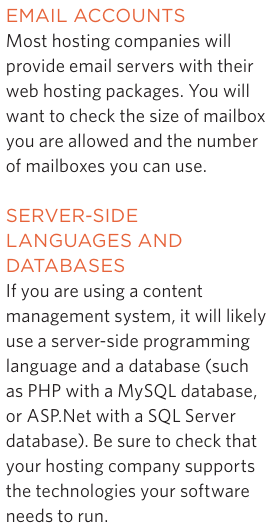 EMAIL ACCOUNTS
Most hosting companies will
provide email servers with their
web hosting packages. You will
want to check the size of mailbox
you are allowed and the number
of mailboxes you can use.
SERVER-SIDE
LANGUAGES AND
DATABASES
If you are using a content
management system, it will likely
use a server-side programming
language and a database (such
as PHP with a MySQL database,
or ASP.Net with a SQL Server
database). Be sure to check that
your hosting company supports
the technologies your software
needs to run.